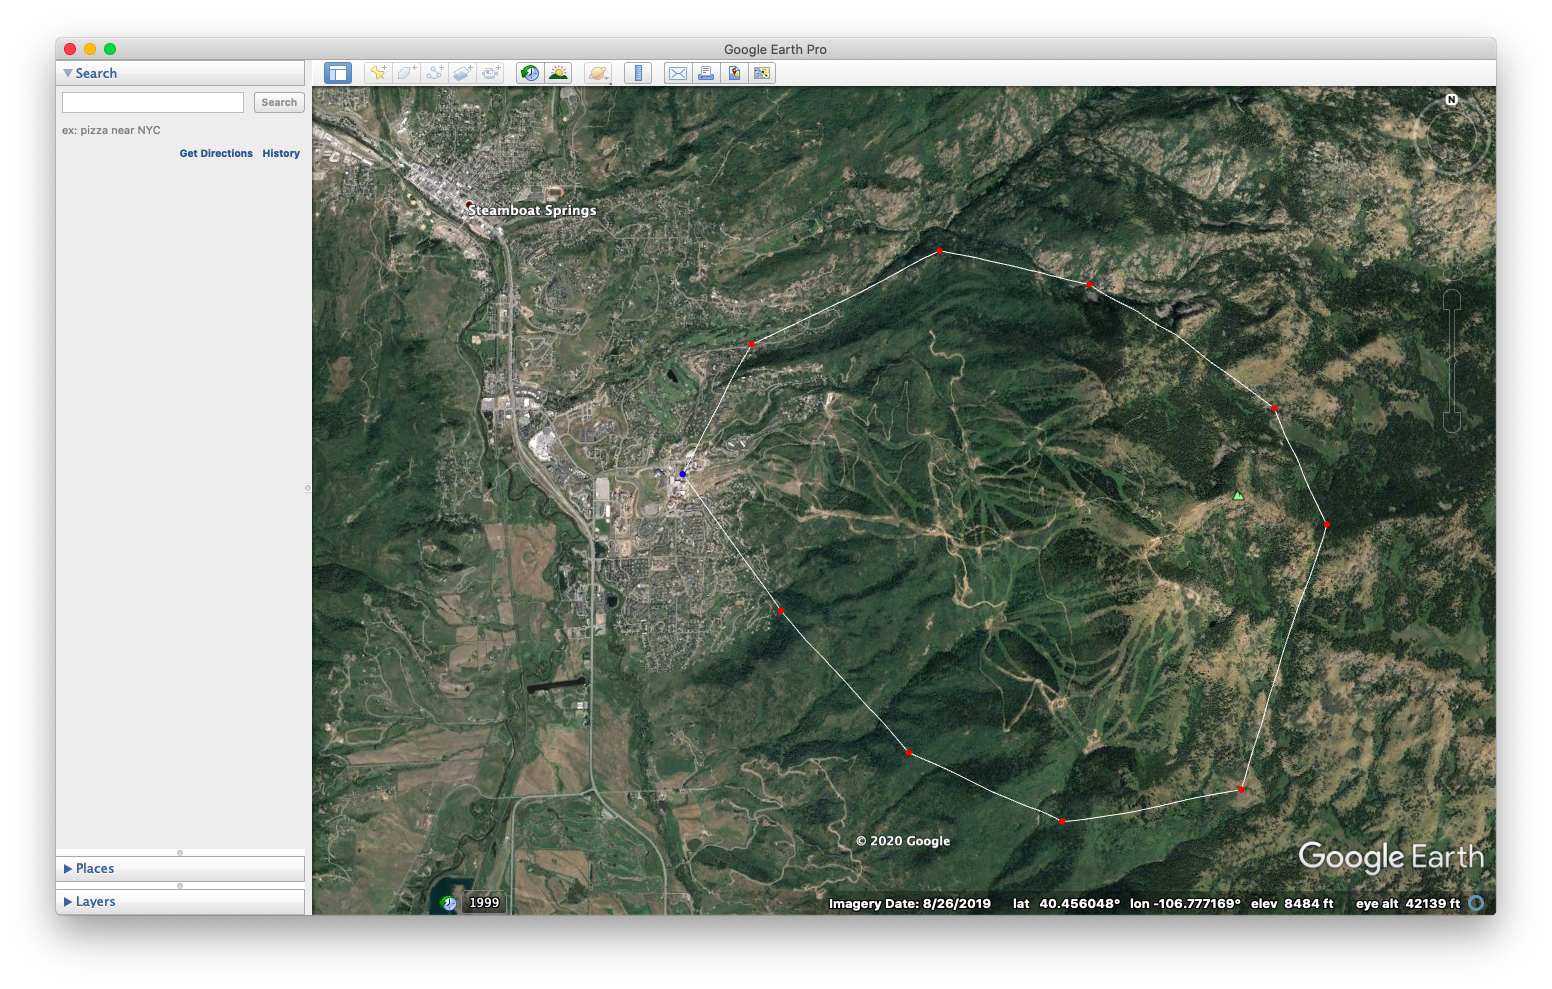 Google Earth Pro
Search
Search
ex: pizza near NYC
Get Directions History
Places
Layers
N
Steamboat Springs
© 2020 Google
Google Earth
1999
Imagery Date: 8/26/2019 lat 40.456048° lon -106.777169° elev 8484 ft eye alt 42139 ft